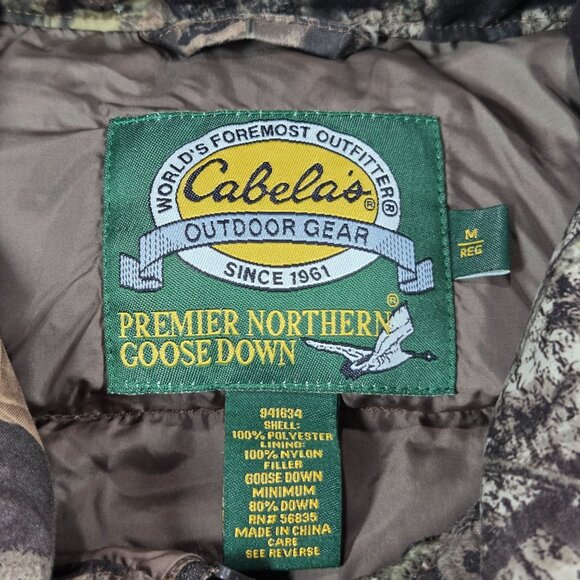 WORLD'S FOREMOST OUTFITTER®
Cabela's®
OUTDOOR GEAR
SINCE 1961
PREMIER NORTHERN®
GOOSE DOWN
M
REG
941634
SHELL:
100% POLYESTER
LINING:
100% NYLON
FILLER
GOOSE DOWN
MINIMUM
80% DOWN
RN# 56835
MADE IN CHINA
CARE
SEE REVERSE